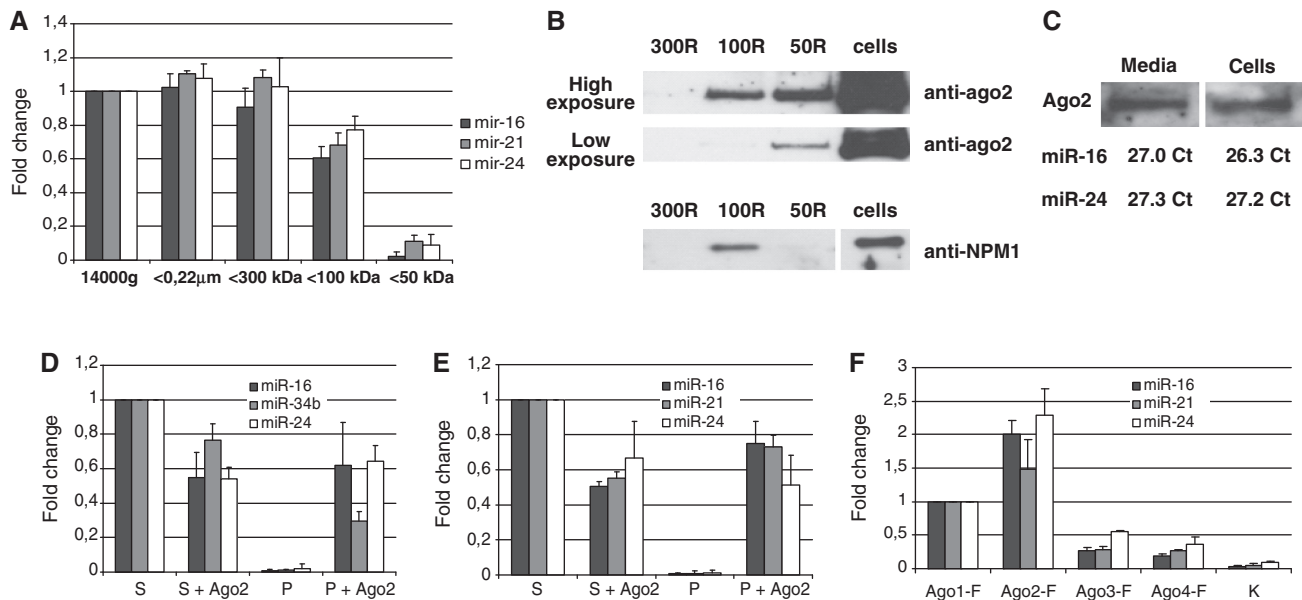 A
Fold change
1,4
1,2
1
0,8
0,6
0,4
0,2
0
14000g <0,22μm <300 kDa <100 kDa <50 kDa
mir-16
mir-21
mir-24
B
300R 100R 50R cells
High exposure anti-ago2
Low exposure anti-ago2
300R 100R 50R cells
anti-NPM1
C
Media Cells
Ago2
miR-16 27.0 Ct 26.3 Ct
miR-24 27.3 Ct 27.2 Ct
D
Fold change
1,2
1
0,8
0,6
0,4
0,2
0
miR-16
miR-34b
miR-24
S S + Ago2 P P + Ago2
E
Fold change
1,2
1
0,8
0,6
0,4
0,2
0
miR-16
miR-21
miR-24
S S + Ago2 P P + Ago2
F
Fold change
3
2,5
2
1,5
1
0,5
0
miR-16
miR-21
miR-24
Ago1-F Ago2-F Ago3-F Ago4-F K